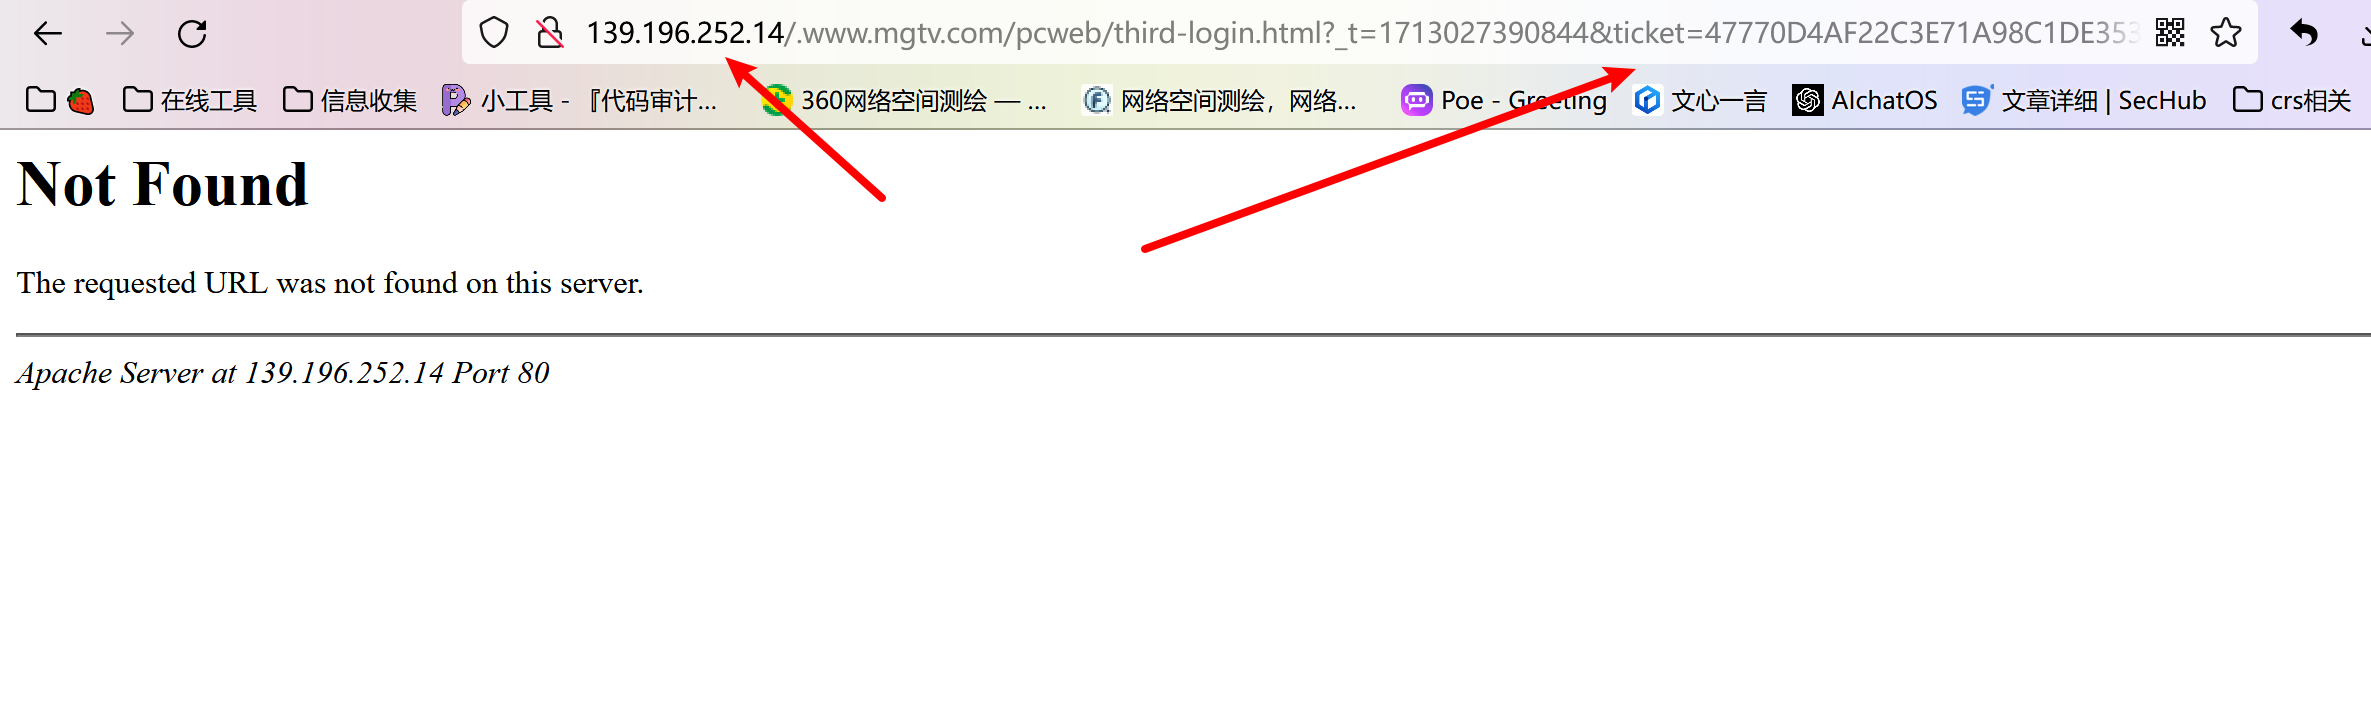 139.196.252.14/.www.mgtv.com/pcweb/third-login.html?_t=1713027390844&ticket=47770D4AF22C3E71A98C1DE353
在线工具 信息收集 小工具 - 『代码审计... 360网络空间测绘 — ... 网络空间测绘，网络... Poe - Greeting 文心一言 AIchatOS 文章详细 | SecHub crs相关
Not Found
The requested URL was not found on this server.
Apache Server at 139.196.252.14 Port 80